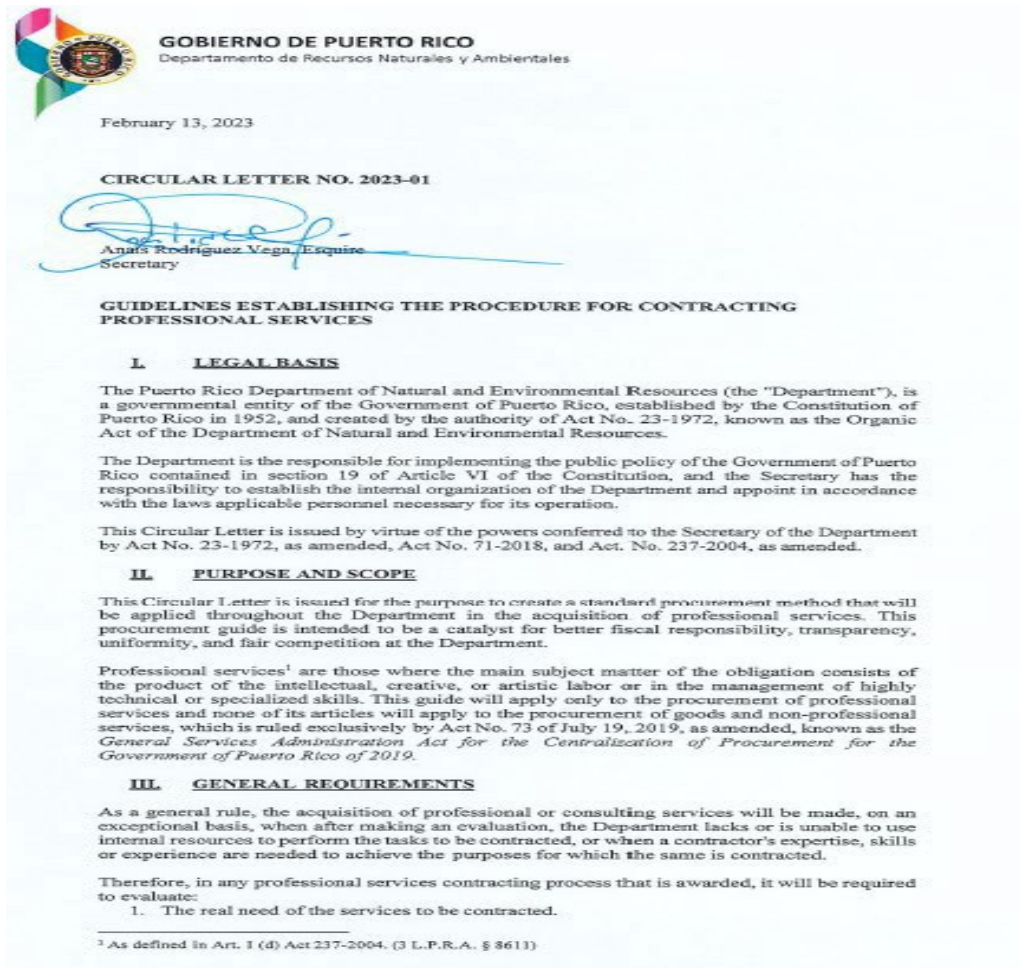 GOBIERNO DE PUERTO RICO
Departamento de Recursos Naturales y Ambientales
February 13, 2023
CIRCULAR LETTER NO. 2023-01
Anaís Rodríguez Vega, Esquire
Secretary
GUIDELINES ESTABLISHING THE PROCEDURE FOR CONTRACTING
PROFESSIONAL SERVICES
I. LEGAL BASIS
The Puerto Rico Department of Natural and Environmental Resources (the "Department"), is
a governmental entity of the Government of Puerto Rico, established by the Constitution of
Puerto Rico in 1952, and created by the authority of Act No. 23-1972, known as the Organic
Act of the Department of Natural and Environmental Resources.
The Department is the responsible for implementing the public policy of the Government of Puerto
Rico contained in section 19 of Article VI of the Constitution, and the Secretary has the
responsibility to establish the internal organization of the Department and appoint in accordance
with the laws applicable personnel necessary for its operation.
This Circular Letter is issued by virtue of the powers conferred to the Secretary of the Department
by Act No. 23-1972, as amended, Act No. 71-2018, and Act. No. 237-2004, as amended.
II. PURPOSE AND SCOPE
This Circular Letter is issued for the purpose to create a standard procurement method that will
be applied throughout the Department in the acquisition of professional services. This
procurement guide is intended to be a catalyst for better fiscal responsibility, transparency,
uniformity, and fair competition at the Department.
Professional services¹ are those where the main subject matter of the obligation consists of
the product of the intellectual, creative, or artistic labor or in the management of highly
technical or specialized skills. This guide will apply only to the procurement of professional
services and none of its articles will apply to the procurement of goods and non-professional
services, which is ruled exclusively by Act No. 73 of July 19, 2019, as amended, known as the
General Services Administration Act for the Centralization of Procurement for the
Government of Puerto Rico of 2019.
III. GENERAL REQUIREMENTS
As a general rule, the acquisition of professional or consulting services will be made, on an
exceptional basis, when after making an evaluation, the Department lacks or is unable to use
internal resources to perform the tasks to be contracted, or when a contractor's expertise, skills
or experience are needed to achieve the purposes for which the same is contracted.
Therefore, in any professional services contracting process that is awarded, it will be required
to evaluate:
1. The real need of the services to be contracted.
¹ As defined in Art. 1 (d) Act 237-2004. (3 L.P.R.A. § 8611)